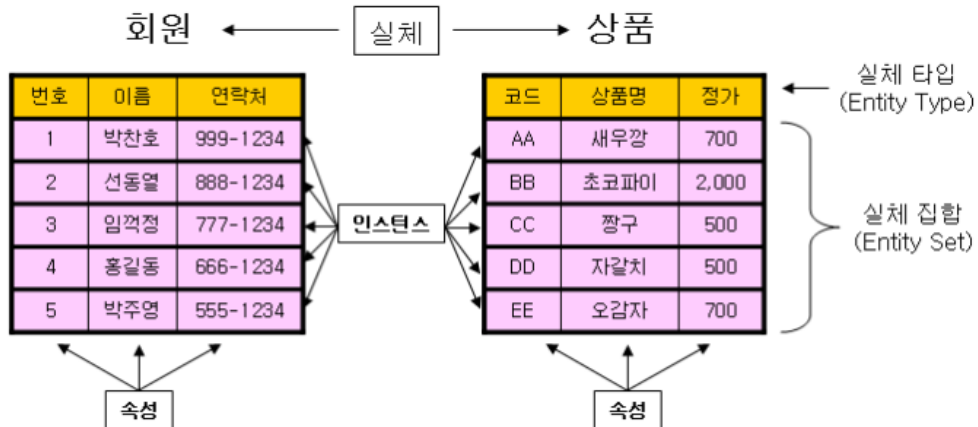 회원 실체 상품
번호 이름 연락처
1 박찬호 999-1234
2 선동열 888-1234
3 임꺽정 777-1234
4 홍길동 666-1234
5 박주영 555-1234
속성
인스턴스
코드 상품명 정가
AA 새우깡 700
BB 초코파이 2,000
CC 짱구 500
DD 자갈치 500
EE 오감자 700
속성
실체 타입
(Entity Type)
실체 집합
(Entity Set)